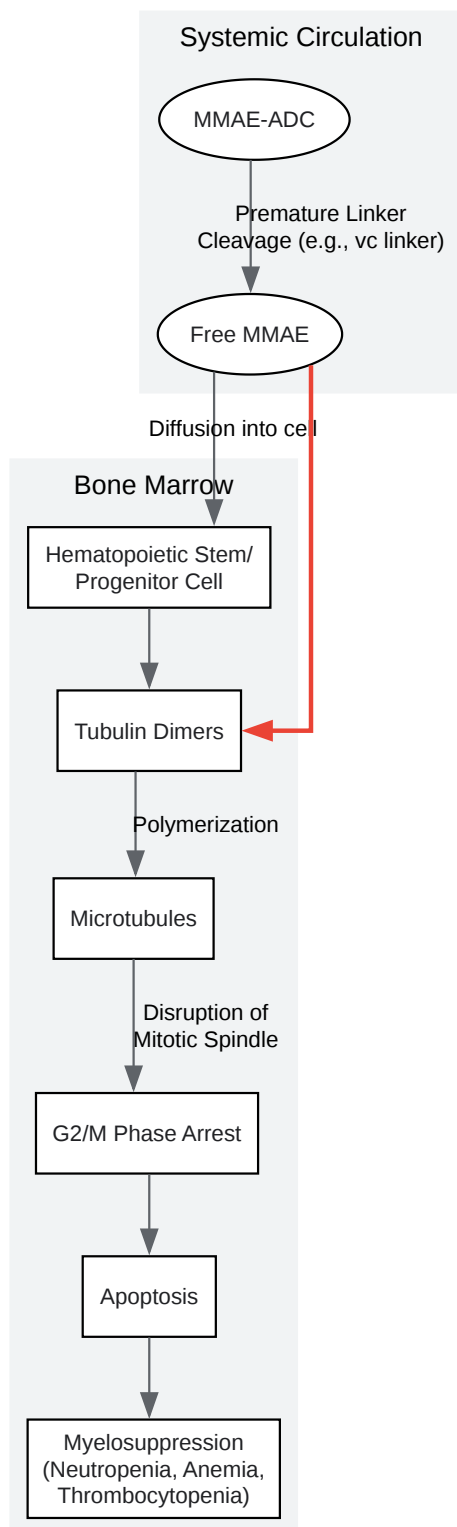 Systemic Circulation
MMAE-ADC
Premature Linker
Cleavage (e.g., vc linker)
Free MMAE
Diffusion into cell
Bone Marrow
Hematopoietic Stem/
Progenitor Cell
Tubulin Dimers
Polymerization
Microtubules
Disruption of
Mitotic Spindle
G2/M Phase Arrest
Apoptosis
Myelosuppression
(Neutropenia, Anemia,
Thrombocytopenia)